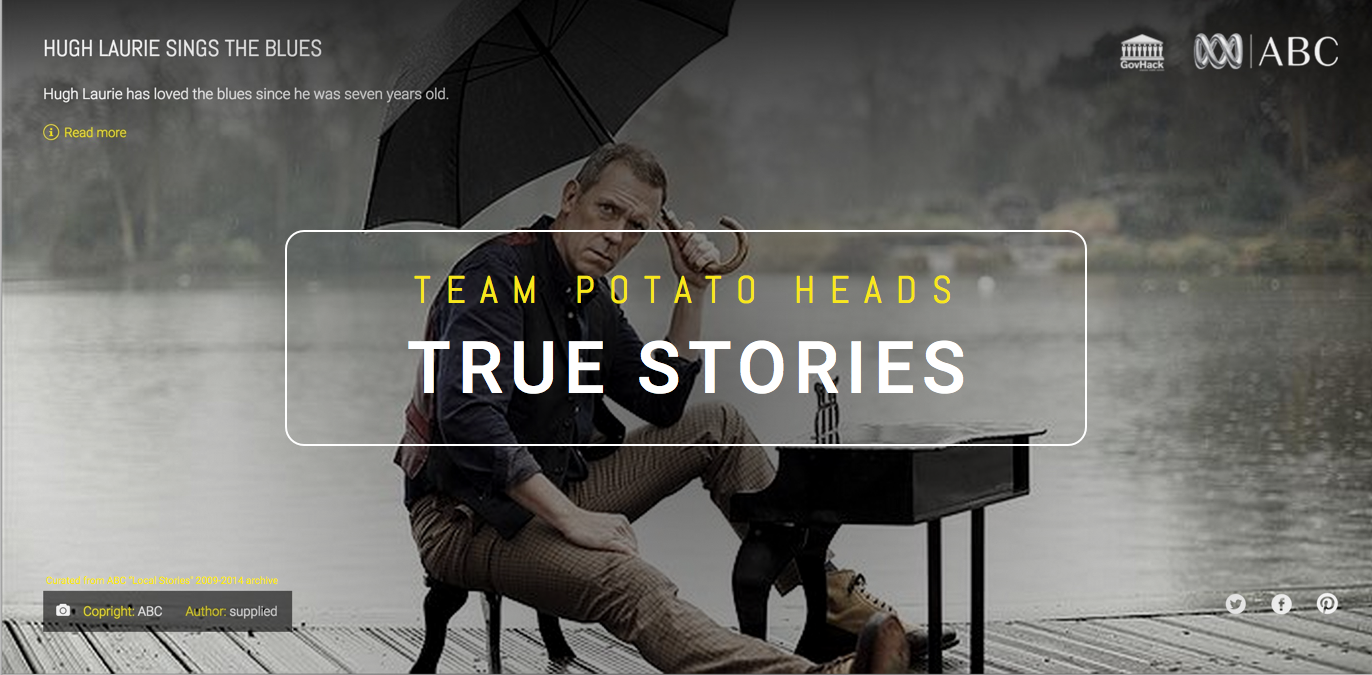 HUGH LAURIE SINGS THE BLUES
Hugh Laurie has loved the blues since he was seven years old.
Read more
GovHack
ABC
TEAM POTATO HEADS
TRUE STORIES
Curated from ABC "Local Stories" 2009-2014 archive
Copright: ABC Author: supplied